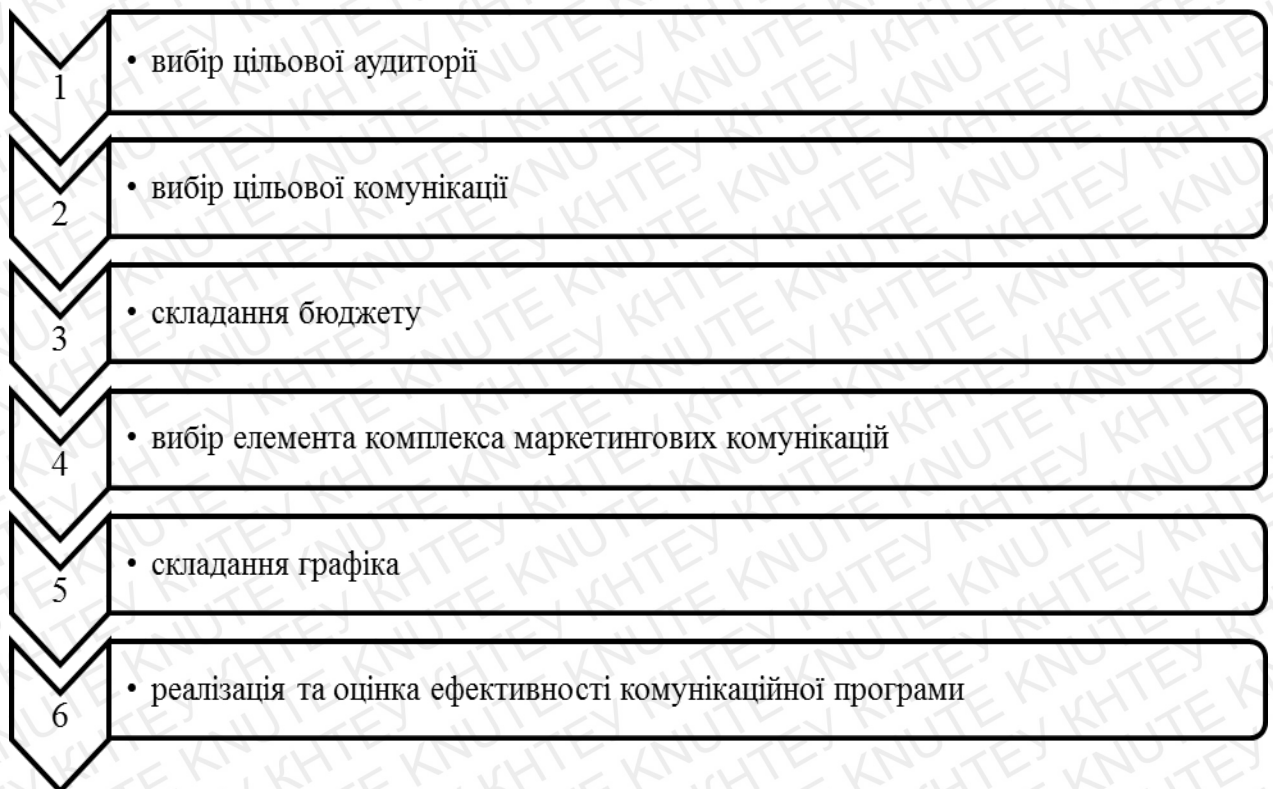 1
• вибір цільової аудиторії
2
• вибір цільової комунікації
3
• складання бюджету
4
• вибір елемента комплекса маркетингових комунікацій
5
• складання графіка
6
• реалізація та оцінка ефективності комунікаційної програми